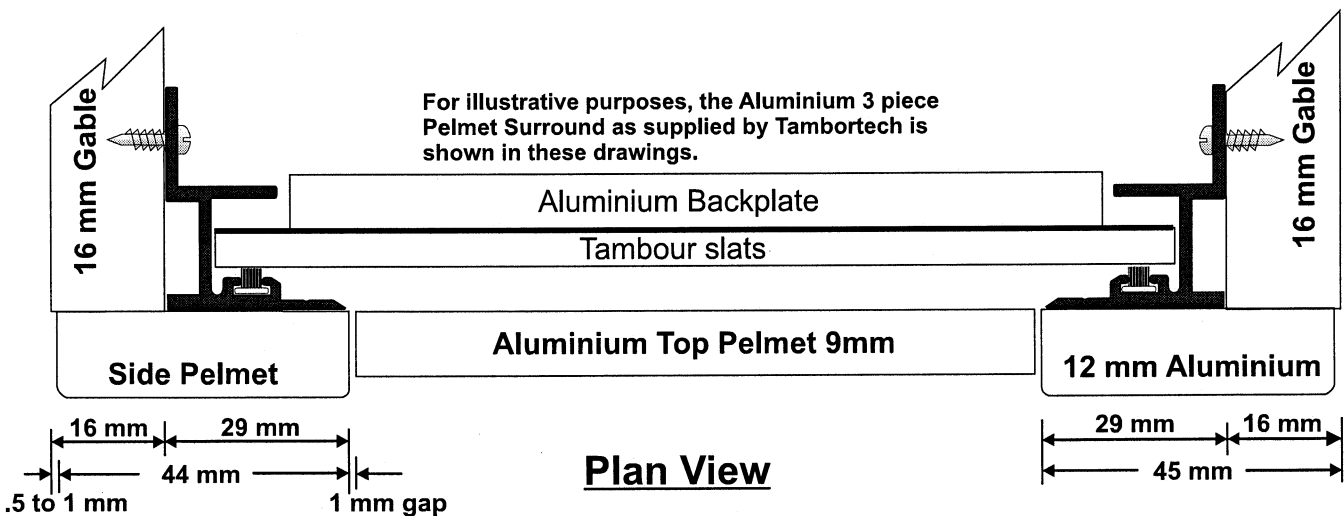 For illustrative purposes, the Aluminium 3 piece
Pelmet Surround as supplied by Tambortech is
shown in these drawings.
16 mm Gable
16 mm Gable
Aluminium Backplate
Tambour slats
Aluminium Top Pelmet 9mm
Side Pelmet
12 mm Aluminium
16 mm
29 mm
29 mm
16 mm
44 mm
45 mm
.5 to 1 mm
1 mm gap
Plan View